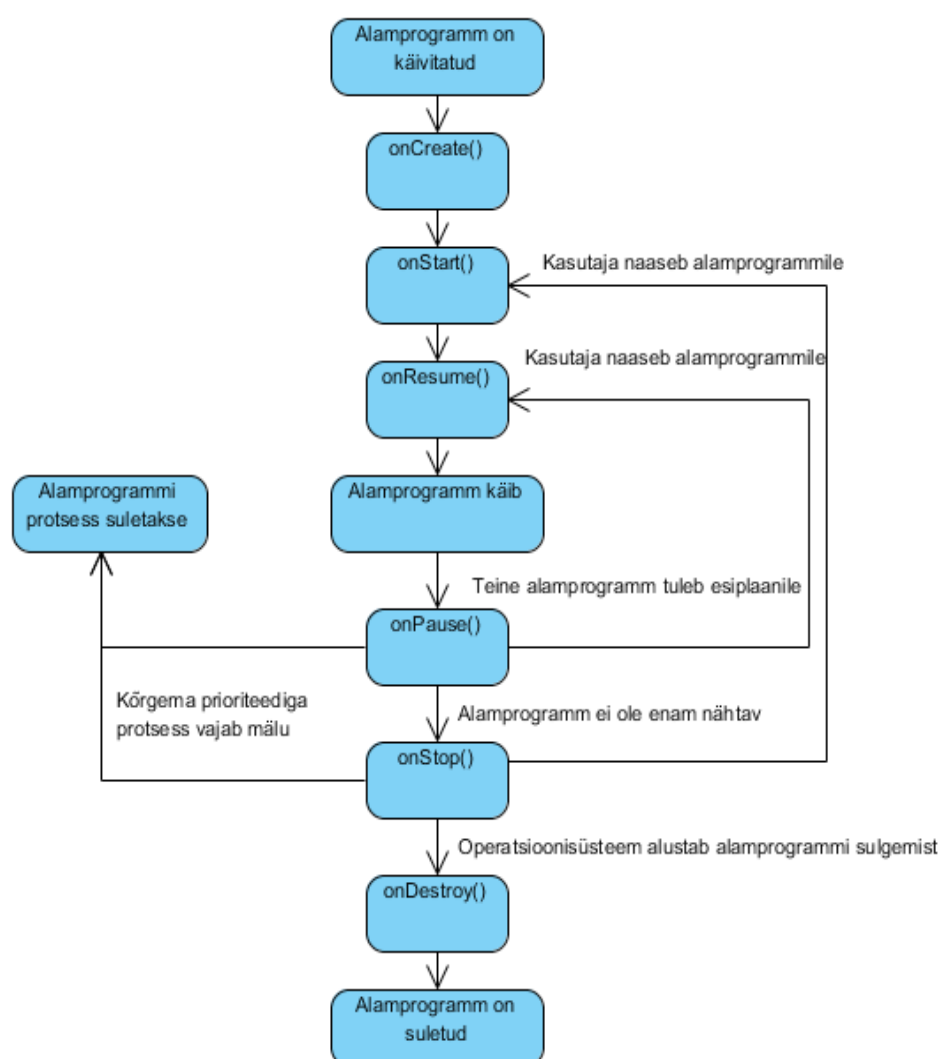 Alamprogramm on
käivitatud
onCreate()
onStart()
Kasutaja naaseb alamprogrammile
onResume()
Kasutaja naaseb alamprogrammile
Alamprogrammi
protsess suletakse
Alamprogramm käib
Teine alamprogramm tuleb esiplaanile
onPause()
Kõrgema prioriteediga
protsess vajab mälu
Alamprogramm ei ole enam nähtav
onStop()
Operatsioonisüsteem alustab alamprogrammi sulgemist
onDestroy()
Alamprogramm on
suletud